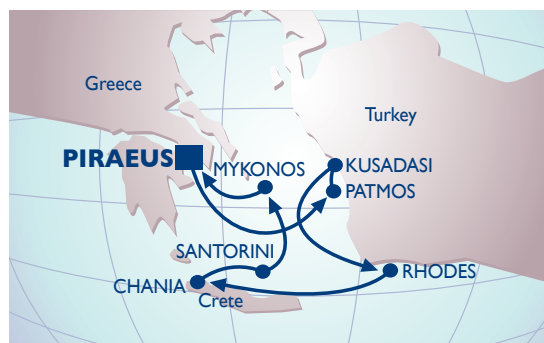 Greece
Turkey
PIRAEUS
MYKONOS
KUSADASI
PATMOS
SANTORINI
RHODES
CHANIA
Crete